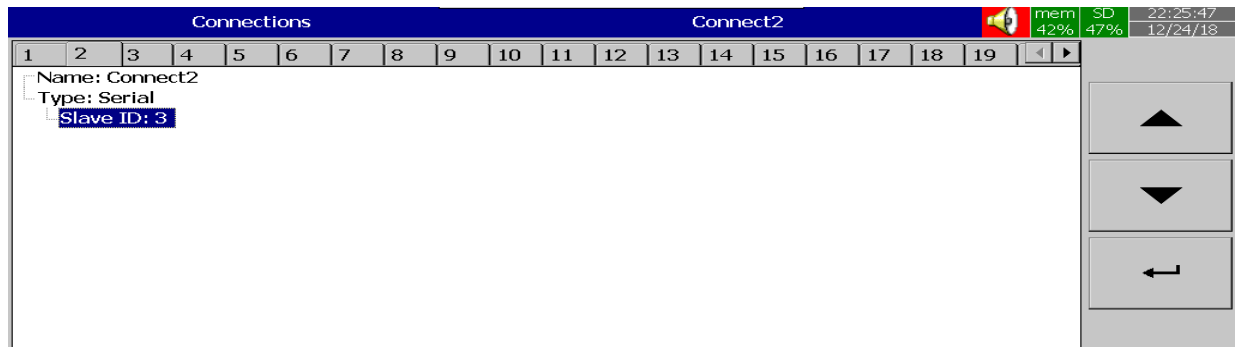 Connections Connect2 mem SD 22:25:47
42% 47% 12/24/18
1 2 3 4 5 6 7 8 9 10 11 12 13 14 15 16 17 18 19
Name: Connect2
Type: Serial
Slave ID: 3